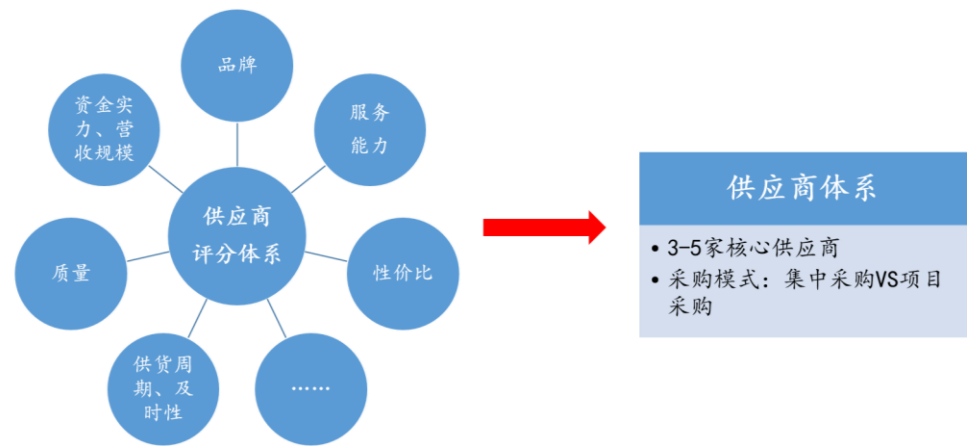 品牌
服务
能力
性价比
……
供货周
期、及
时性
质量
资金实
力、营
收规模
供应商
评分体系
供应商体系
• 3-5家核心供应商
• 采购模式：集中采购VS项目
采购